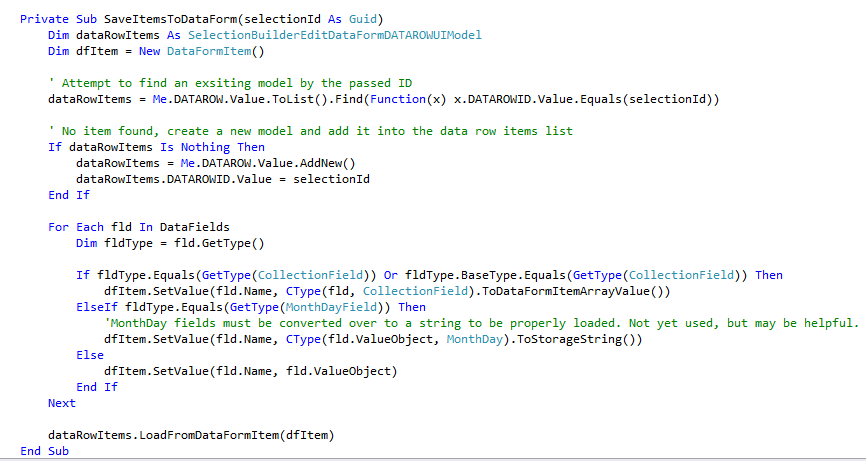 Private Sub SaveItemsToDataForm(selectionId As Guid)
    Dim dataRowItems As SelectionBuilderEditDataFormDATAROWUIModel
    Dim dfItem = New DataFormItem()

    ' Attempt to find an exsiting model by the passed ID
    dataRowItems = Me.DATAROW.Value.ToList().Find(Function(x) x.DATAROWID.Value.Equals(selectionId))

    ' No item found, create a new model and add it into the data row items list
    If dataRowItems Is Nothing Then
        dataRowItems = Me.DATAROW.Value.AddNew()
        dataRowItems.DATAROWID.Value = selectionId
    End If

    For Each fld In DataFields
        Dim fldType = fld.GetType()

        If fldType.Equals(GetType(CollectionField)) Or fldType.BaseType.Equals(GetType(CollectionField)) Then
            dfItem.SetValue(fld.Name, CType(fld, CollectionField).ToDataFormItemArrayValue())
        ElseIf fldType.Equals(GetType(MonthDayField)) Then
            'MonthDay fields must be converted over to a string to be properly loaded. Not yet used, but may be helpful.
            dfItem.SetValue(fld.Name, CType(fld.ValueObject, MonthDay).ToStorageString())
        Else
            dfItem.SetValue(fld.Name, fld.ValueObject)
        End If
    Next

    dataRowItems.LoadFromDataFormItem(dfItem)
End Sub